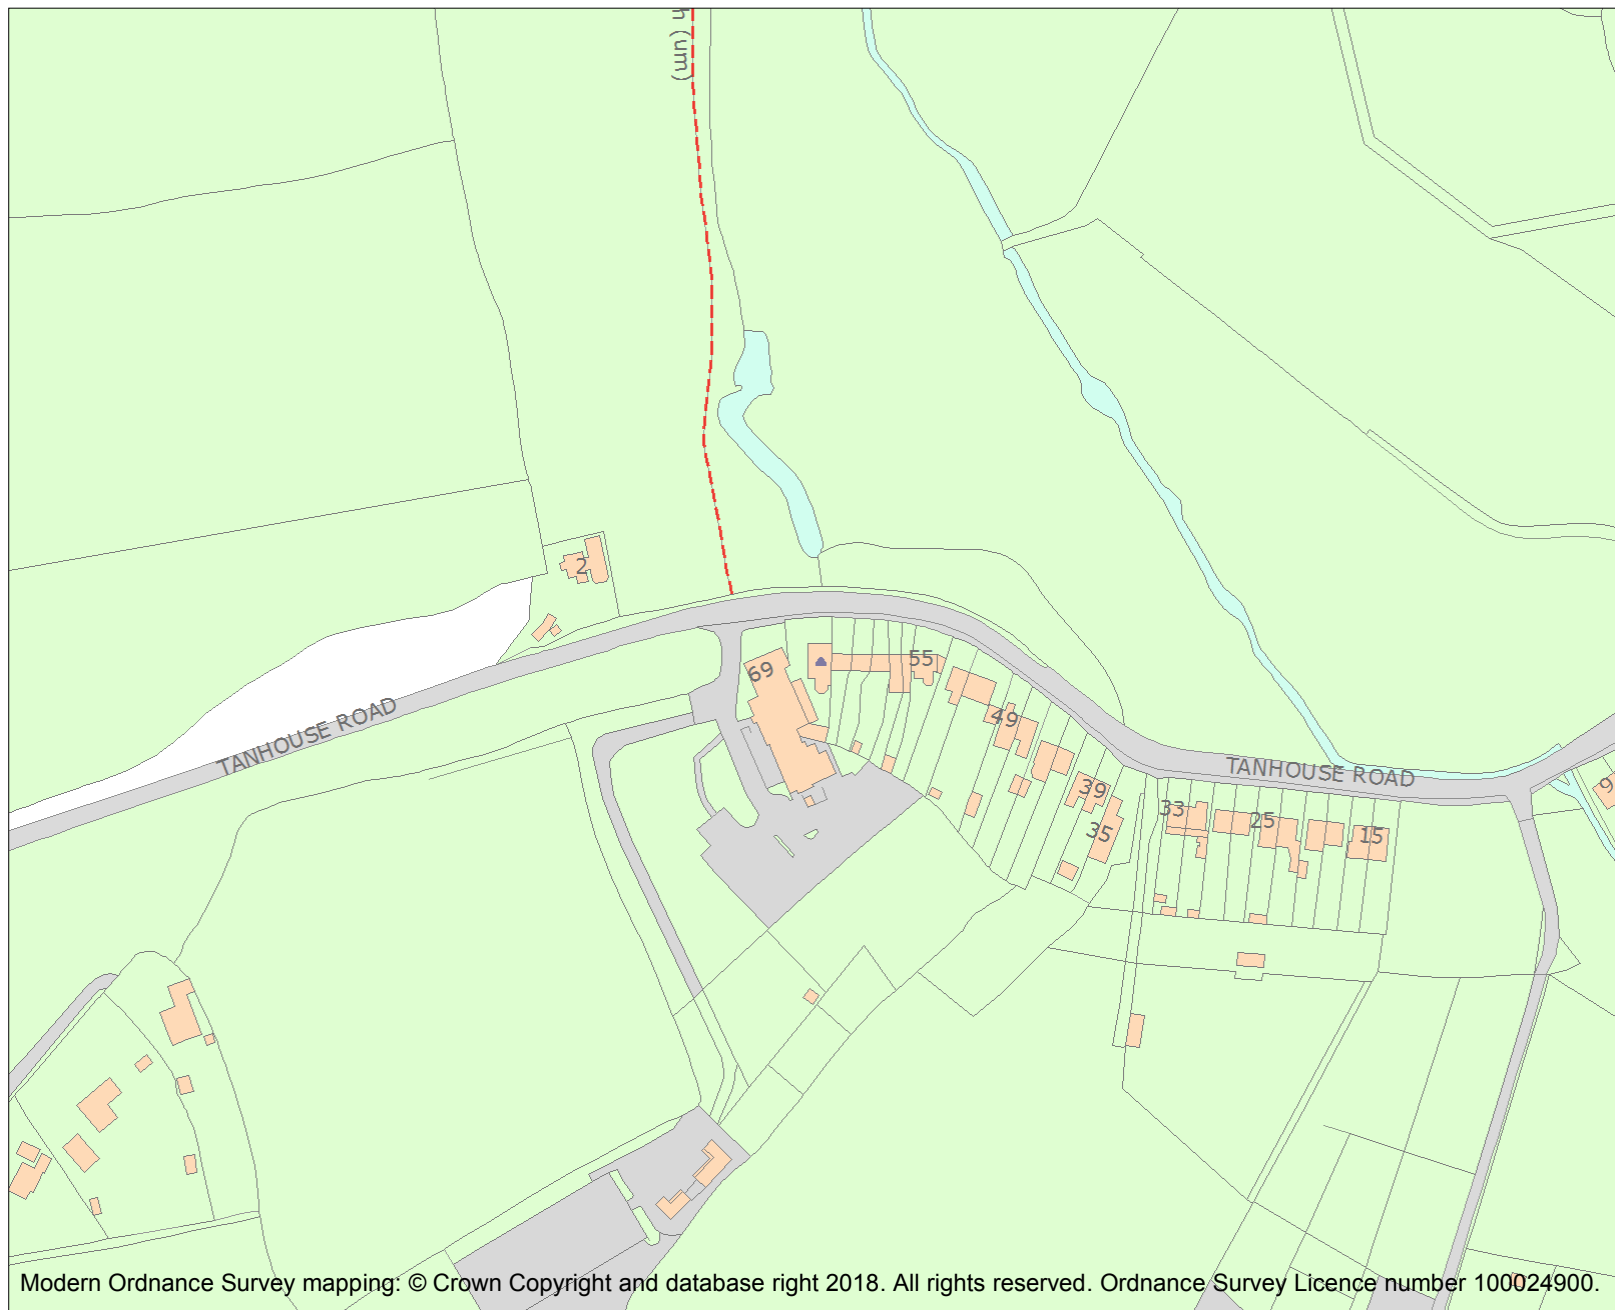 (um)
2
69
55
TANHOUSE ROAD
49
TANHOUSE ROAD
39
9
33
25
35
15
Modern Ordnance Survey mapping: © Crown Copyright and database right 2018. All rights reserved. Ordnance Survey Licence number 100024900.